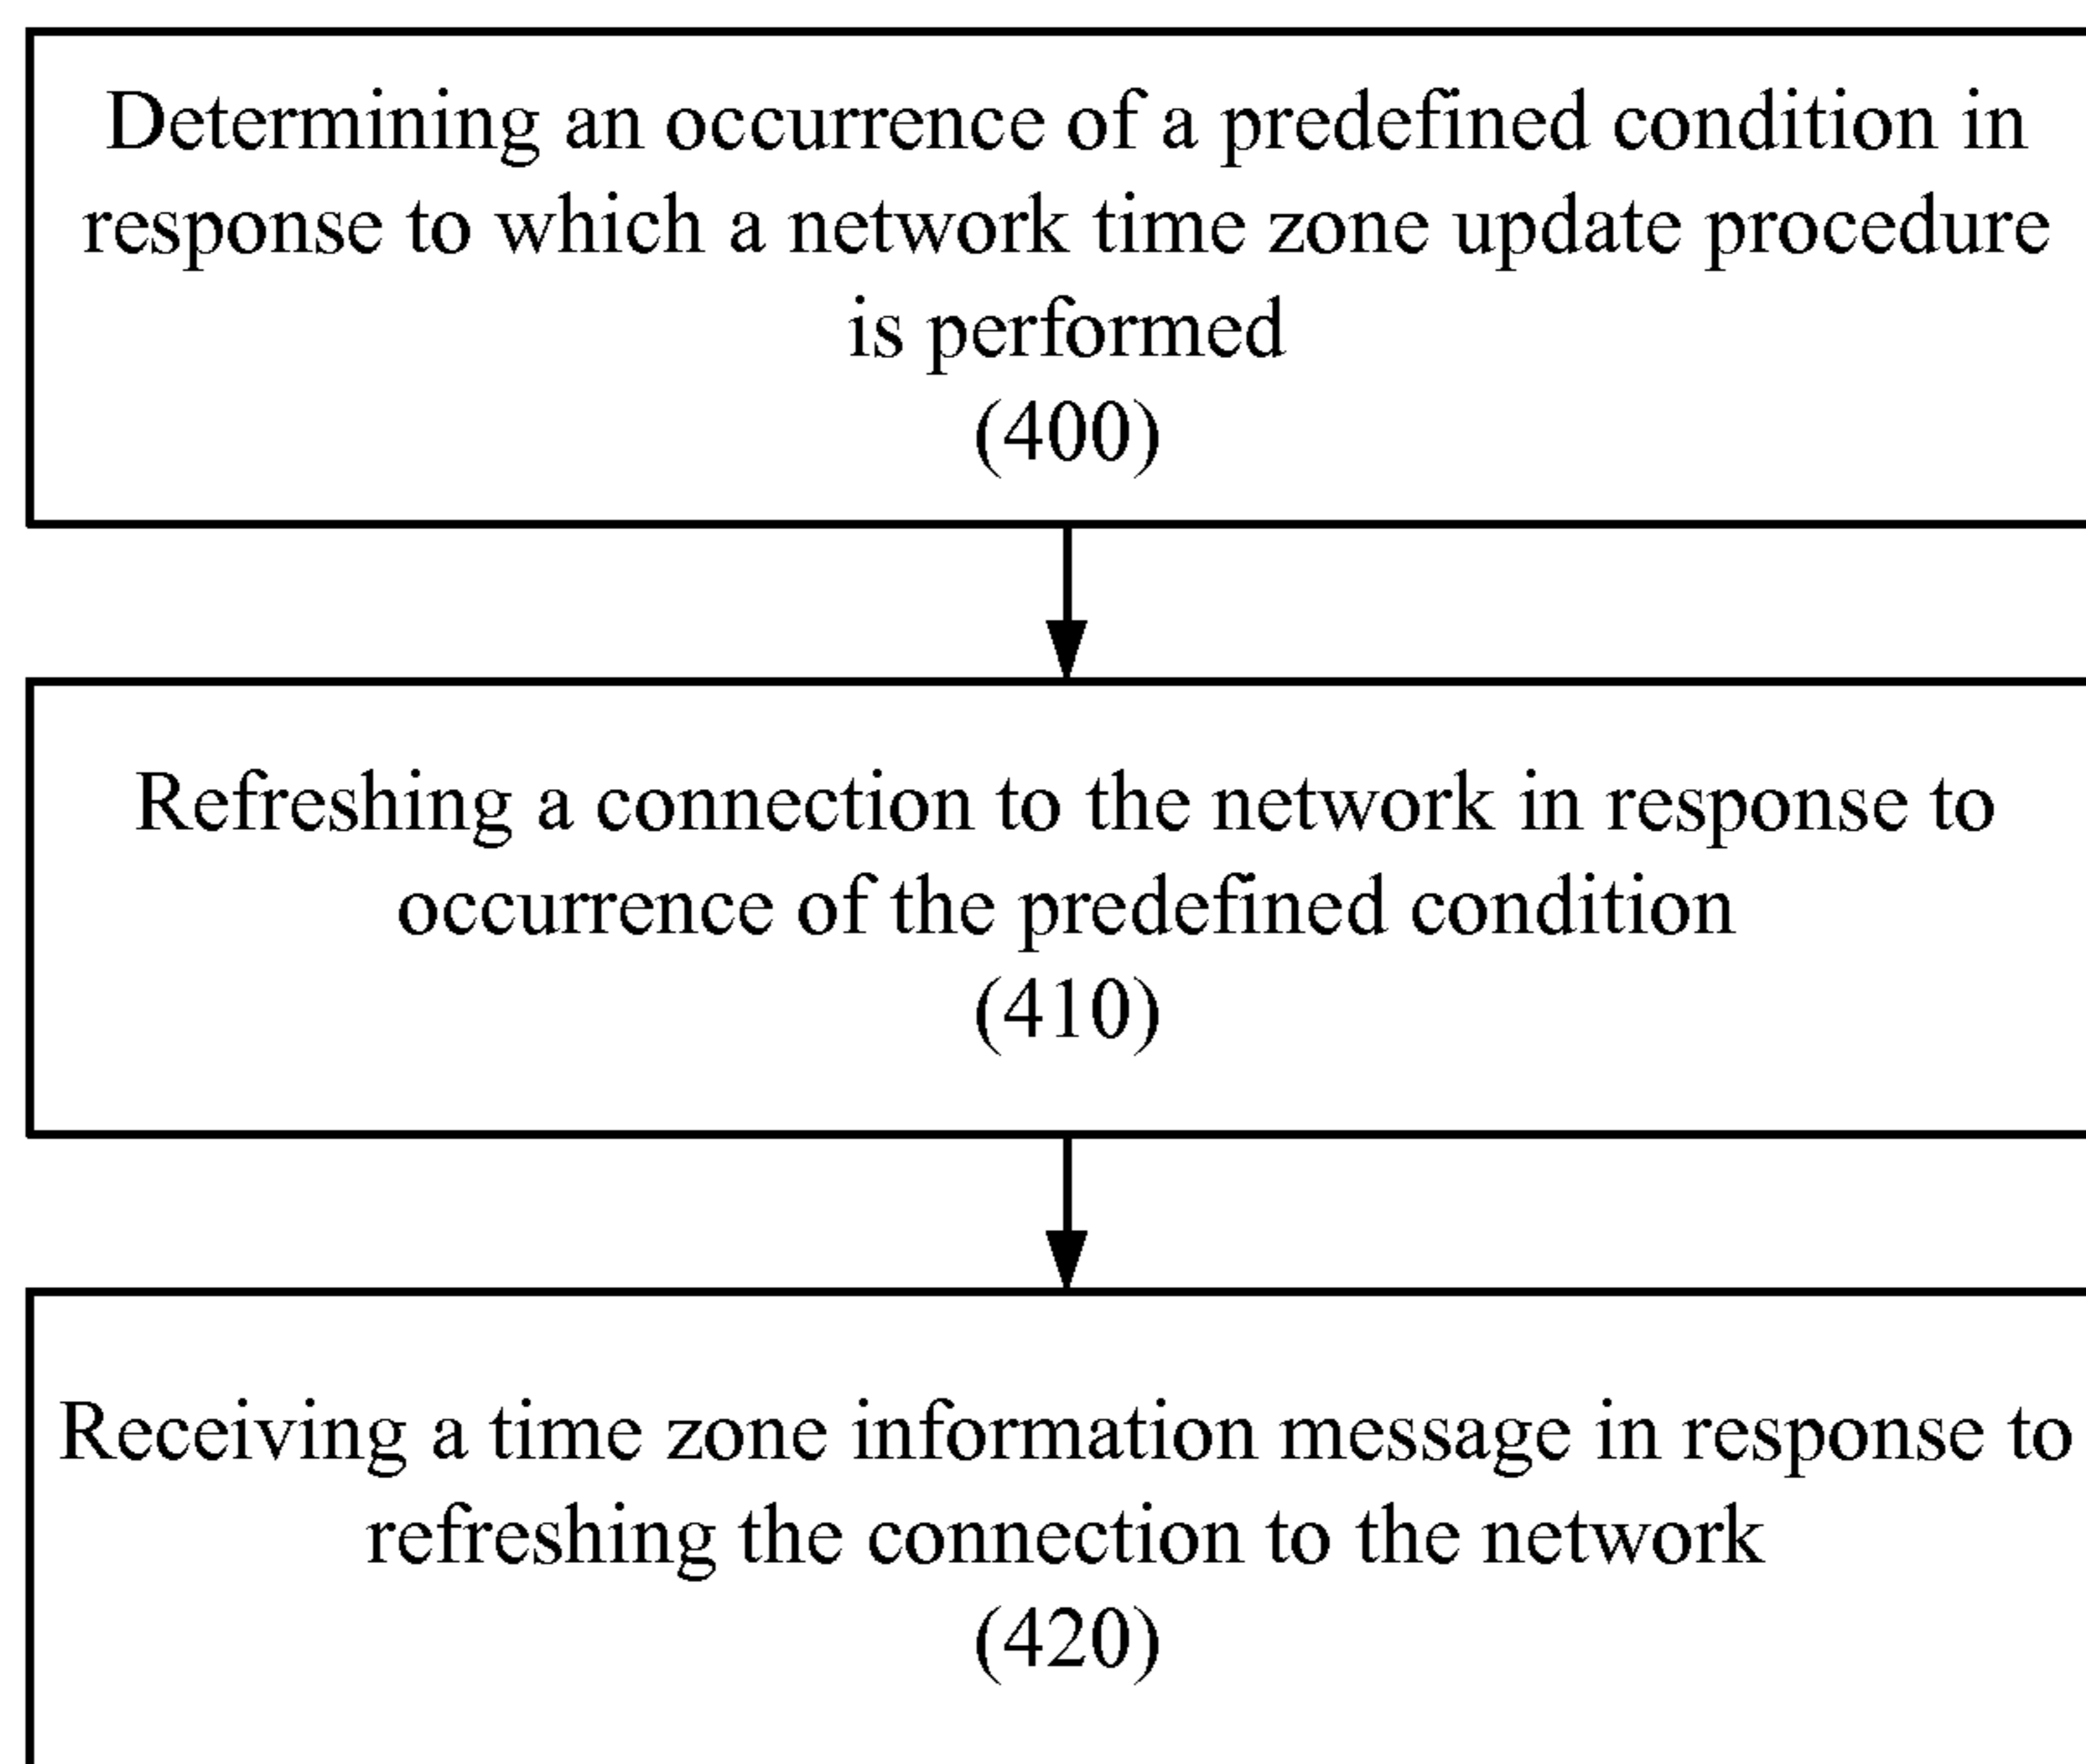 Determining an occurrence of a predefined condition in
response to which a network time zone update procedure
is performed
(400)
Refreshing a connection to the network in response to
occurrence of the predefined condition
(410)
Receiving a time zone information message in response to
refreshing the connection to the network
(420)